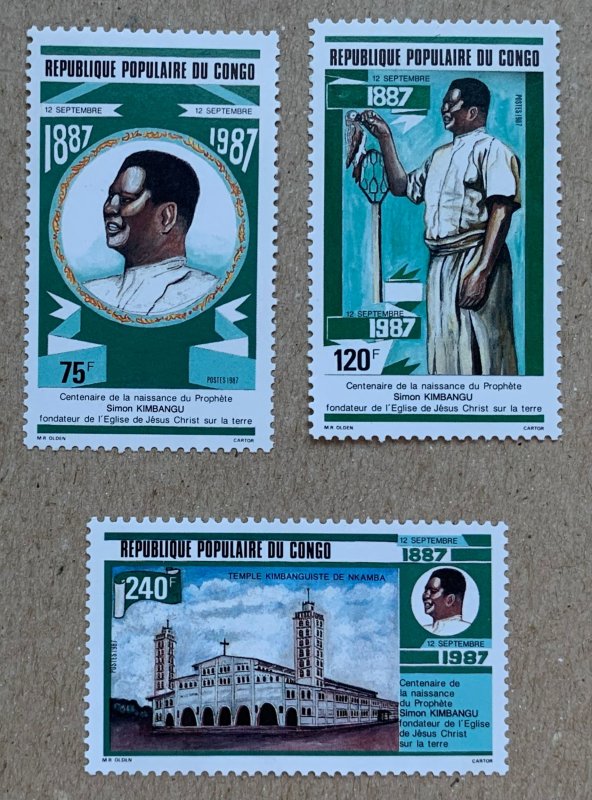 REPUBLIQUE POPULAIRE DU CONGO
12 SEPTEMBRE 12 SEPTEMBRE
1887 1987
75F
POSTES 1987
Centenaire de la naissance du Prophète
Simon KIMBANGU
fondateur de l'Eglise de Jèsus Christ sur la terre
M.R OLDEN CARTOR
REPUBLIQUE POPULAIRE DU CONGO
12 SEPTEMBRE
1887
POSTES 1987
12 SEPTEMBRE
1987
120F
Centenaire de la naissance du Prophète
Simon KIMBANGU
fondateur de l'Eglise de Jèsus Christ sur la terre
M.R OLDEN CARTOR
REPUBLIQUE POPULAIRE DU CONGO
12 SEPTEMBRE
1887
240F
TEMPLE KIMBANGUISTE DE NKAMBA
POSTES 1987
12 SEPTEMBRE
1987
Centenaire de
la naissance
du Prophète
Simon KIMBANGU
fondateur de l'Eglise
de Jèsus Christ
sur la terre
M.R OLDEN CARTOR